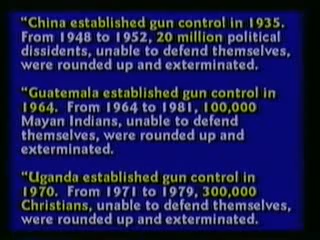 "China established gun control in 1935.
From 1948 to 1952, 20 million political
dissidents, unable to defend themselves,
were rounded up and exterminated.
"Guatemala established gun control in
1964. From 1964 to 1981, 100,000
Mayan Indians, unable to defend
themselves, were rounded up and
exterminated.
"Uganda established gun control in
1970. From 1971 to 1979, 300,000
Christians, unable to defend themselves,
were rounded up and exterminated.